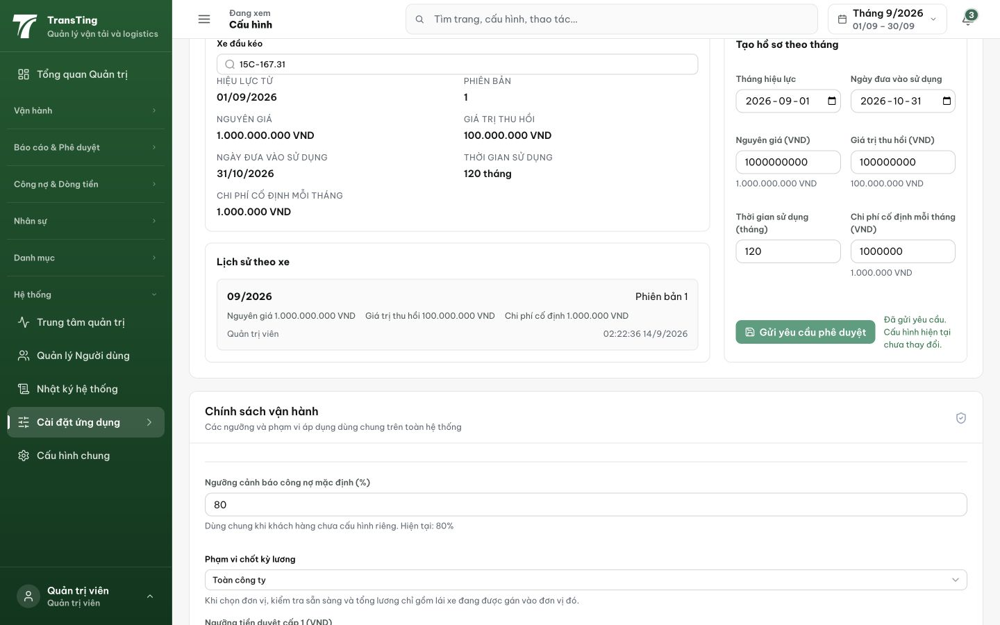 TransTing
Quản lý vận tải và logistics
Tổng quan Quản trị
Vận hành
Báo cáo & Phê duyệt
Công nợ & Dòng tiền
Nhân sự
Danh mục
Hệ thống
Trung tâm quản trị
Quản lý Người dùng
Nhật ký hệ thống
Cài đặt ứng dụng
Cấu hình chung
Quản trị viên
Quản trị viên
Đang xem
Cấu hình
Tìm trang, cấu hình, thao tác...
Tháng 9/2026
01/09 – 30/09
3
Xe đầu kéo
15C-167.31
HIỆU LỰC TỪ
01/09/2026
PHIÊN BẢN
1
NGUYÊN GIÁ
1.000.000.000 VND
GIÁ TRỊ THU HỒI
100.000.000 VND
NGÀY ĐƯA VÀO SỬ DỤNG
31/10/2026
THỜI GIAN SỬ DỤNG
120 tháng
CHI PHÍ CỐ ĐỊNH MỖI THÁNG
1.000.000 VND
Lịch sử theo xe
09/2026
Phiên bản 1
Nguyên giá 1.000.000.000 VND Giá trị thu hồi 100.000.000 VND Chi phí cố định 1.000.000 VND
Quản trị viên
02:22:36 14/9/2026
Tạo hồ sơ theo tháng
Tháng hiệu lực
2026-09-01
Ngày đưa vào sử dụng
2026-10-31
Nguyên giá (VND)
1000000000
1.000.000.000 VND
Giá trị thu hồi (VND)
100000000
100.000.000 VND
Thời gian sử dụng
(tháng)
120
Chi phí cố định mỗi tháng
(VND)
1000000
1.000.000 VND
Gửi yêu cầu phê duyệt
Đã gửi yêu cầu.
Cấu hình hiện tại
chưa thay đổi.
Chính sách vận hành
Các ngưỡng và phạm vi áp dụng dùng chung trên toàn hệ thống
Ngưỡng cảnh báo công nợ mặc định (%)
80
Dùng chung khi khách hàng chưa cấu hình riêng. Hiện tại: 80%
Phạm vi chốt kỳ lương
Toàn công ty
Khi chọn đơn vị, kiểm tra sẵn sàng và tổng lương chỉ gồm lái xe đang được gán vào đơn vị đó.
Ngưỡng tiền duyệt cấp 1 (VND)